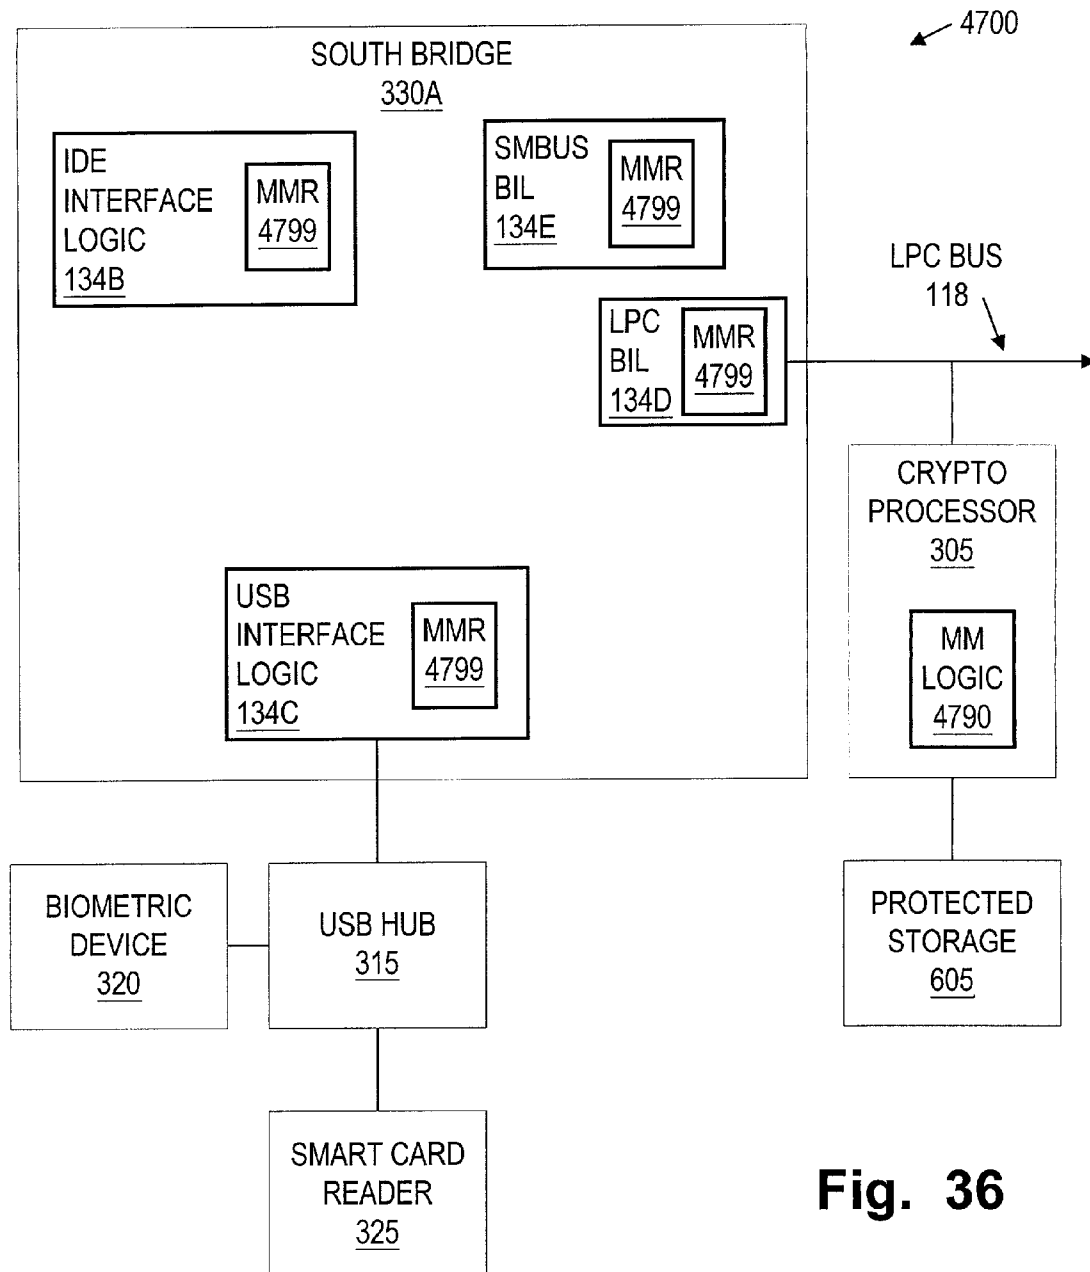 4700
SOUTH BRIDGE
330A
IDE
INTERFACE
LOGIC
134B
MMR
4799
SMBUS
BIL
134E
MMR
4799
LPC BUS
118
LPC
BIL
134D
MMR
4799
CRYPTO
PROCESSOR
305
MM
LOGIC
4790
USB
INTERFACE
LOGIC
134C
MMR
4799
BIOMETRIC
DEVICE
320
USB HUB
315
PROTECTED
STORAGE
605
SMART CARD
READER
325
Fig. 36